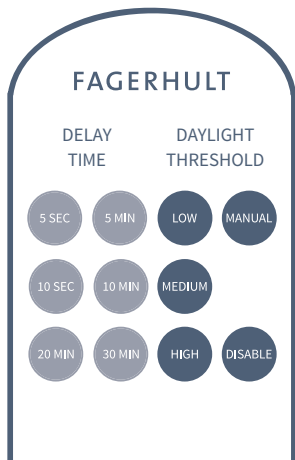 FAGERHULT
DELAY
TIME
DAYLIGHT
THRESHOLD
5 SEC
5 MIN
LOW
MANUAL
10 SEC
10 MIN
MEDIUM
20 MIN
30 MIN
HIGH
DISABLE